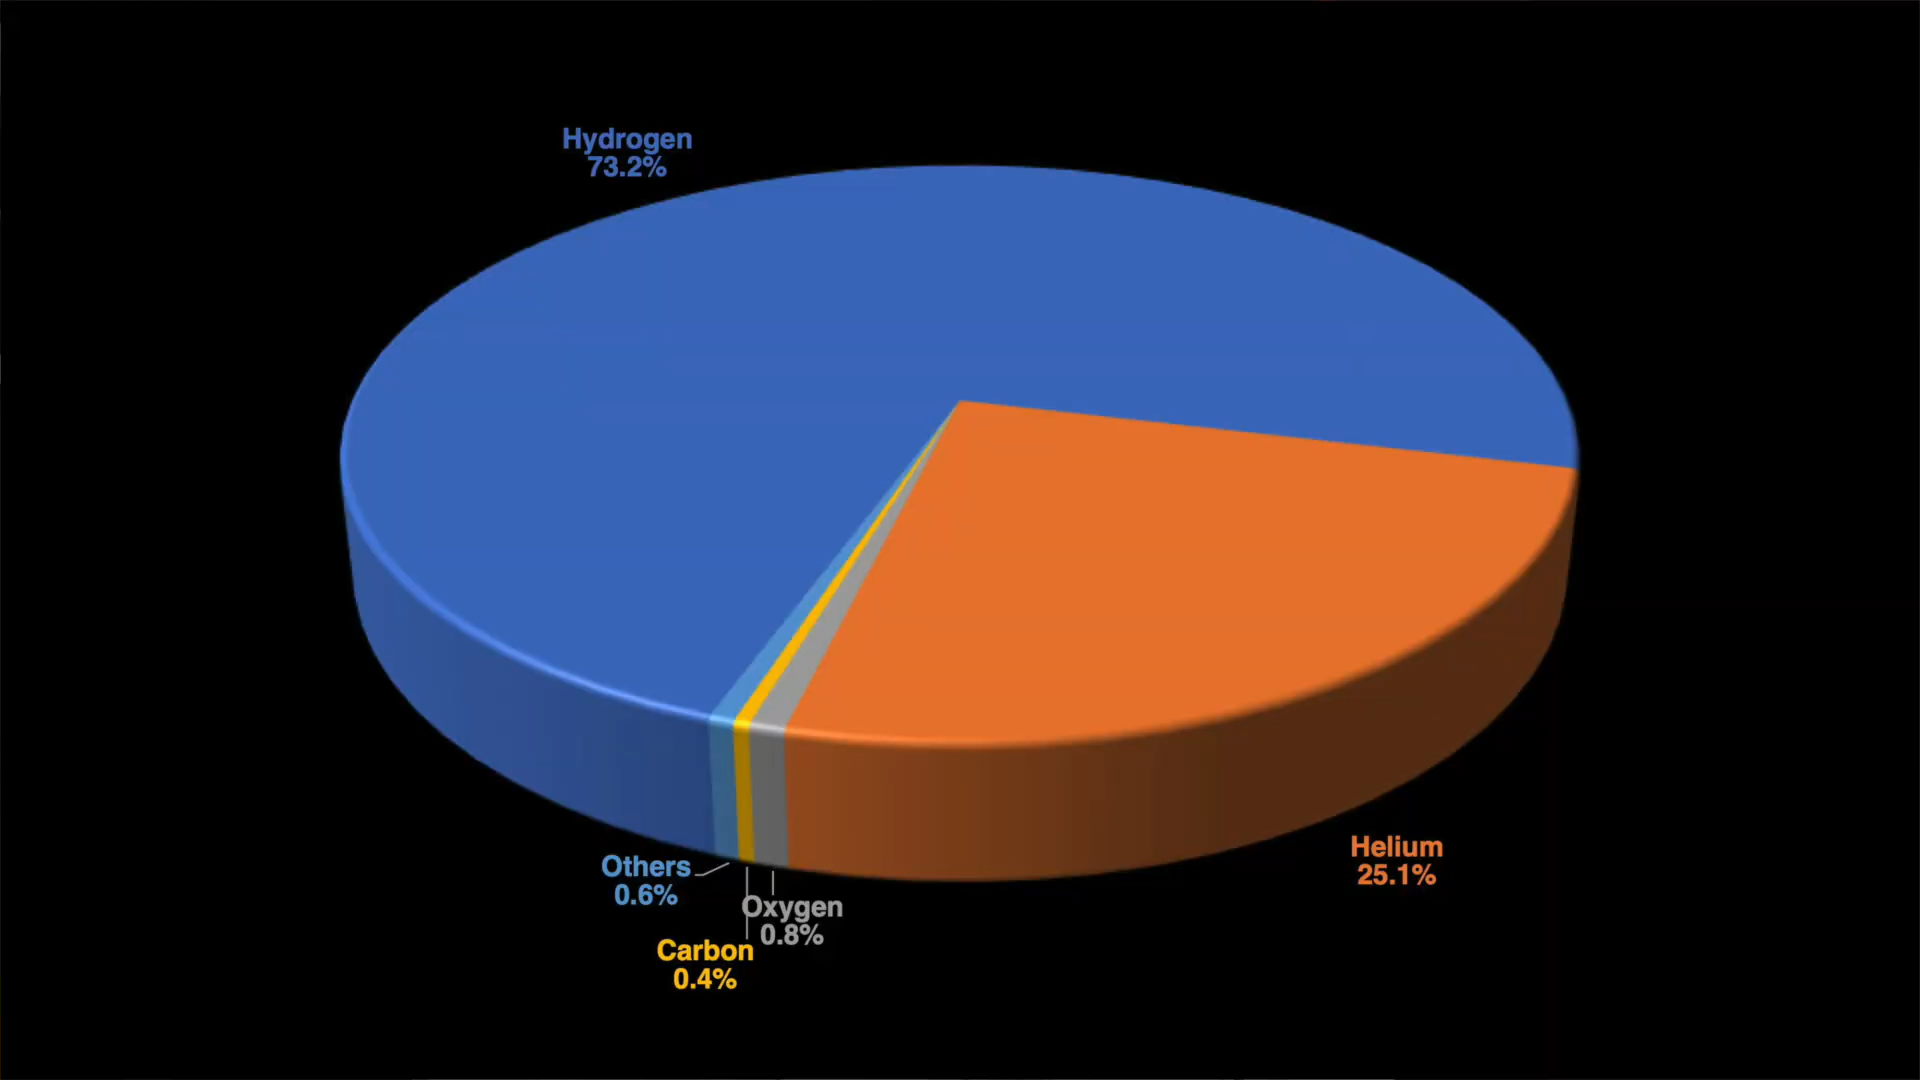 Hydrogen
73.2%
Helium
25.1%
Others
0.6%
Oxygen
0.8%
Carbon
0.4%